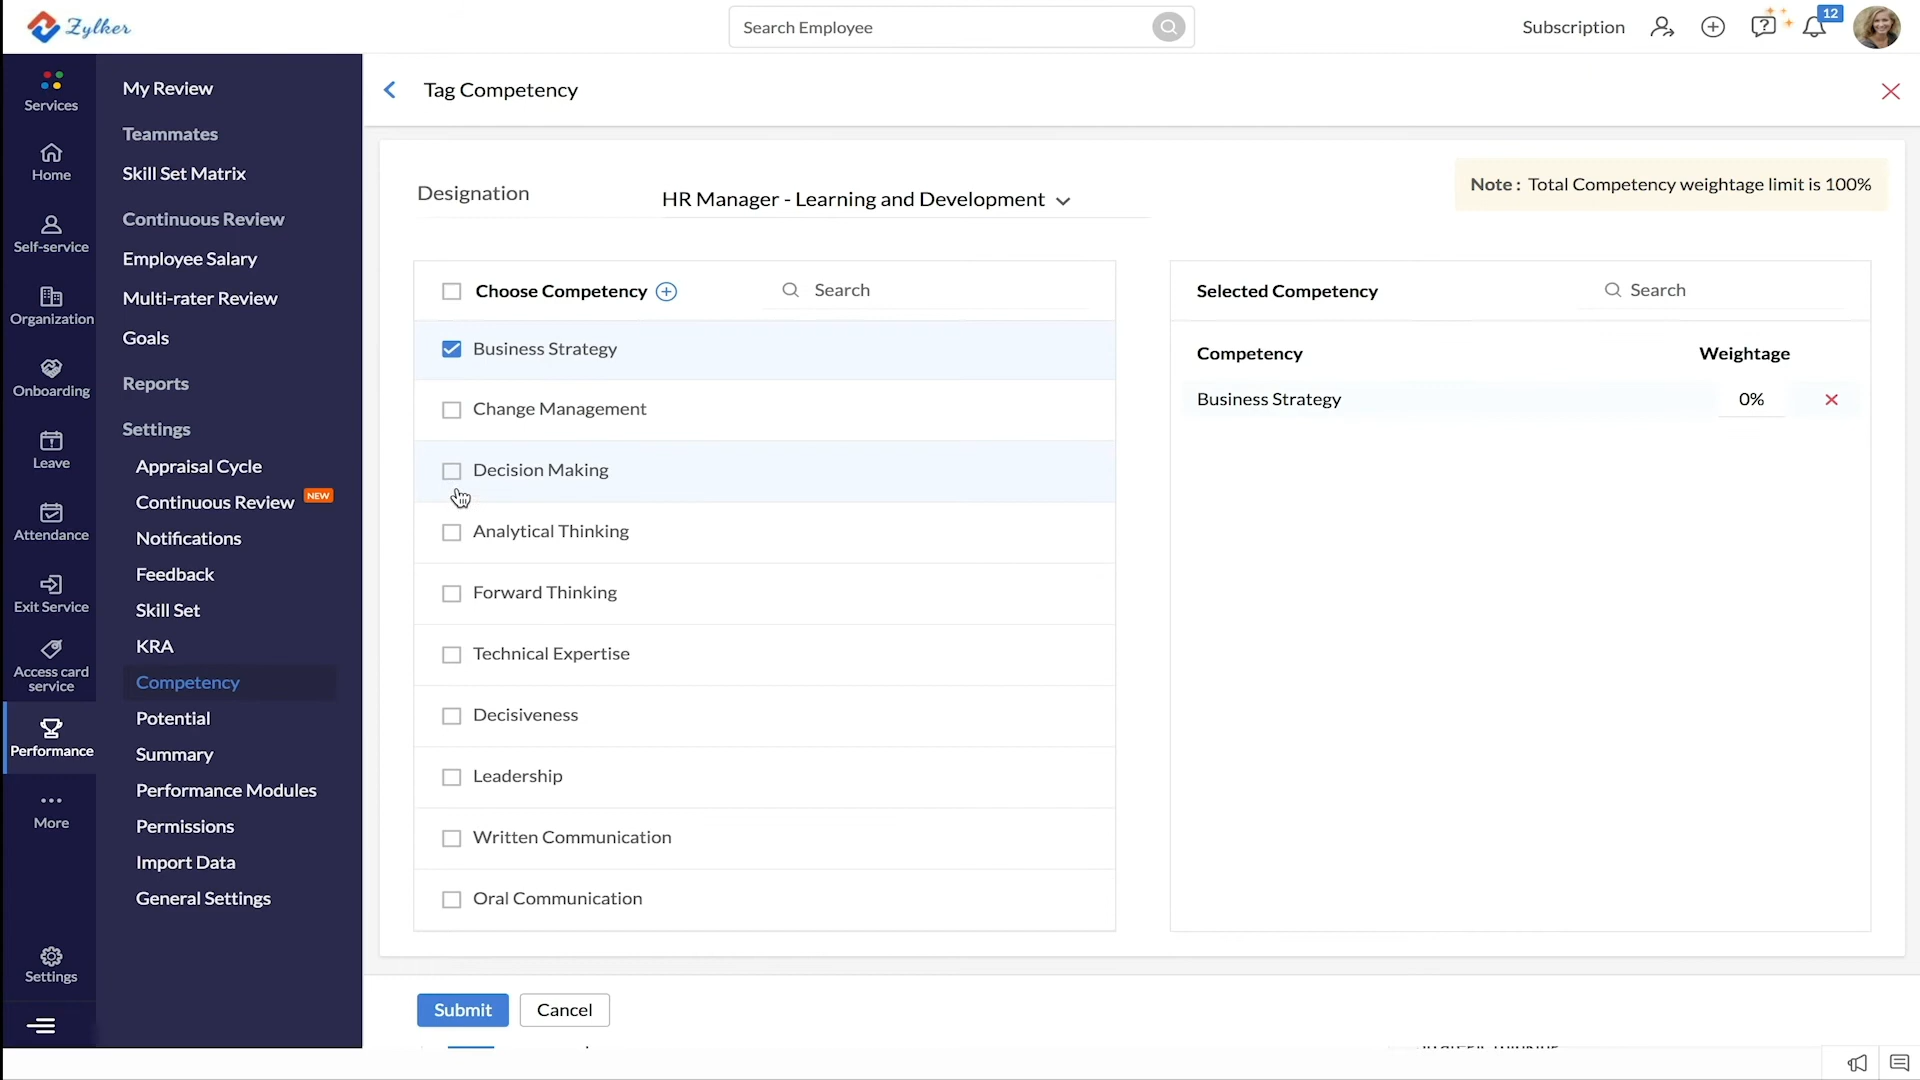 Zylker
Search Employee
Subscription
12
Services
Home
Self-service
Organization
Onboarding
Leave
Attendance
Exit Service
Access card
service
Performance
More
Settings
My Review
Teammates
Skill Set Matrix
Continuous Review
Employee Salary
Multi-rater Review
Goals
Reports
Settings
Appraisal Cycle
Continuous Review NEW
Notifications
Feedback
Skill Set
KRA
Competency
Potential
Summary
Performance Modules
Permissions
Import Data
General Settings
Tag Competency
Designation
HR Manager - Learning and Development
Note : Total Competency weightage limit is 100%
Choose Competency
Search
Business Strategy
Change Management
Decision Making
Analytical Thinking
Forward Thinking
Technical Expertise
Decisiveness
Leadership
Written Communication
Oral Communication
Selected Competency
Search
Competency Weightage
Business Strategy 0%
Submit
Cancel